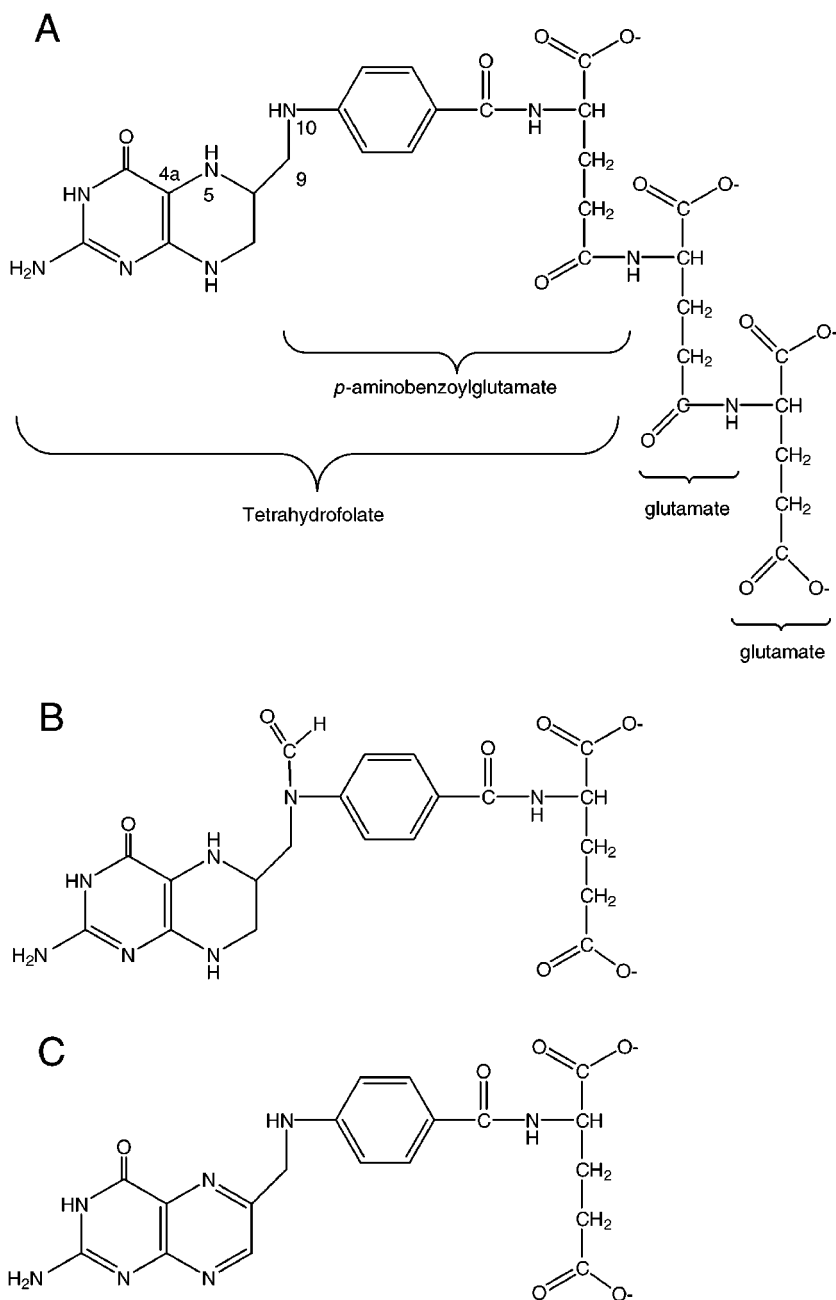 A
O
O-
C
O
HN
10
C
N
H
CH
O
H
N
4a
5
9
CH2
HN
CH2
O
O-
C
H2N
N
N
H
C
O
N
H
CH
CH2
O
O-
C
p-aminobenzoylglutamate
CH2
C
O
N
H
CH
CH2
Tetrahydrofolate
glutamate
CH2
C
O
O-
glutamate
B
O
H
C
O
O-
C
O
N
C
N
H
CH
O
H
N
CH2
HN
CH2
H2N
N
N
H
C
O
O-
C
O
O-
C
O
HN
C
N
H
CH
O
N
CH2
HN
CH2
H2N
N
N
C
O
O-